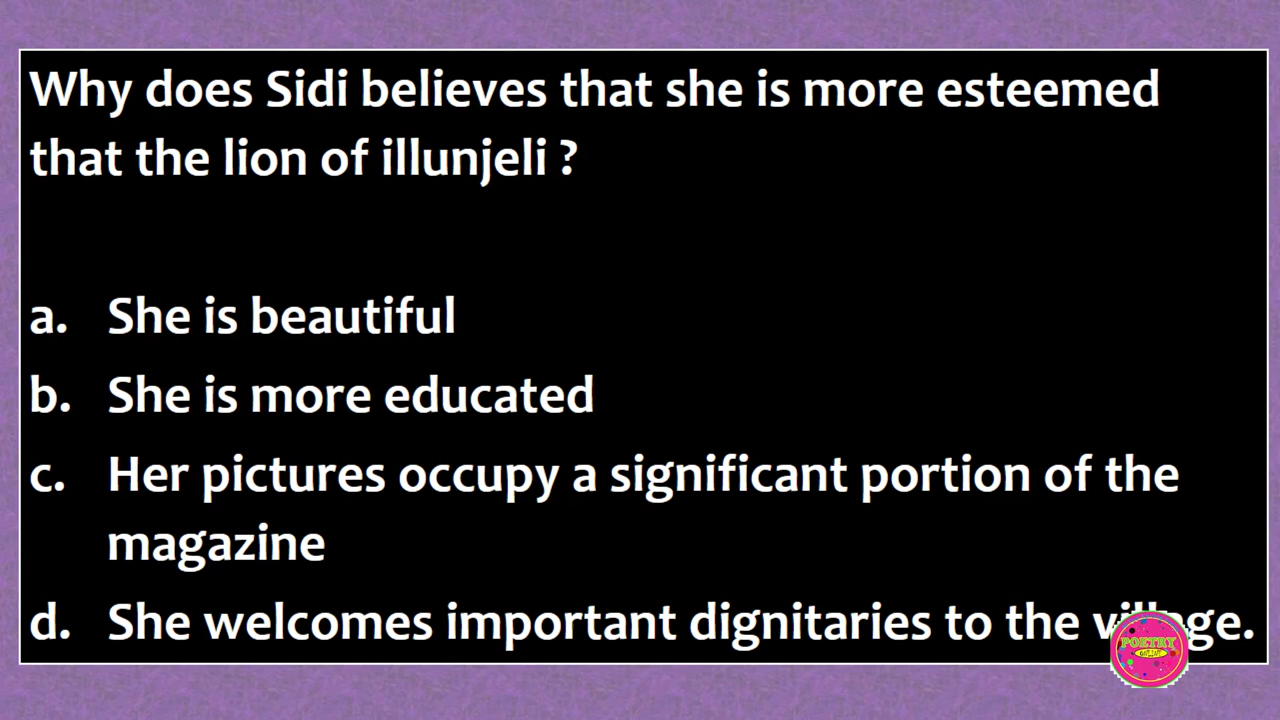 Why does Sidi believes that she is more esteemed
that the lion of illunjeli ?
a. She is beautiful
b. She is more educated
c. Her pictures occupy a significant portion of the
magazine
d. She welcomes important dignitaries to the village.
POETRY